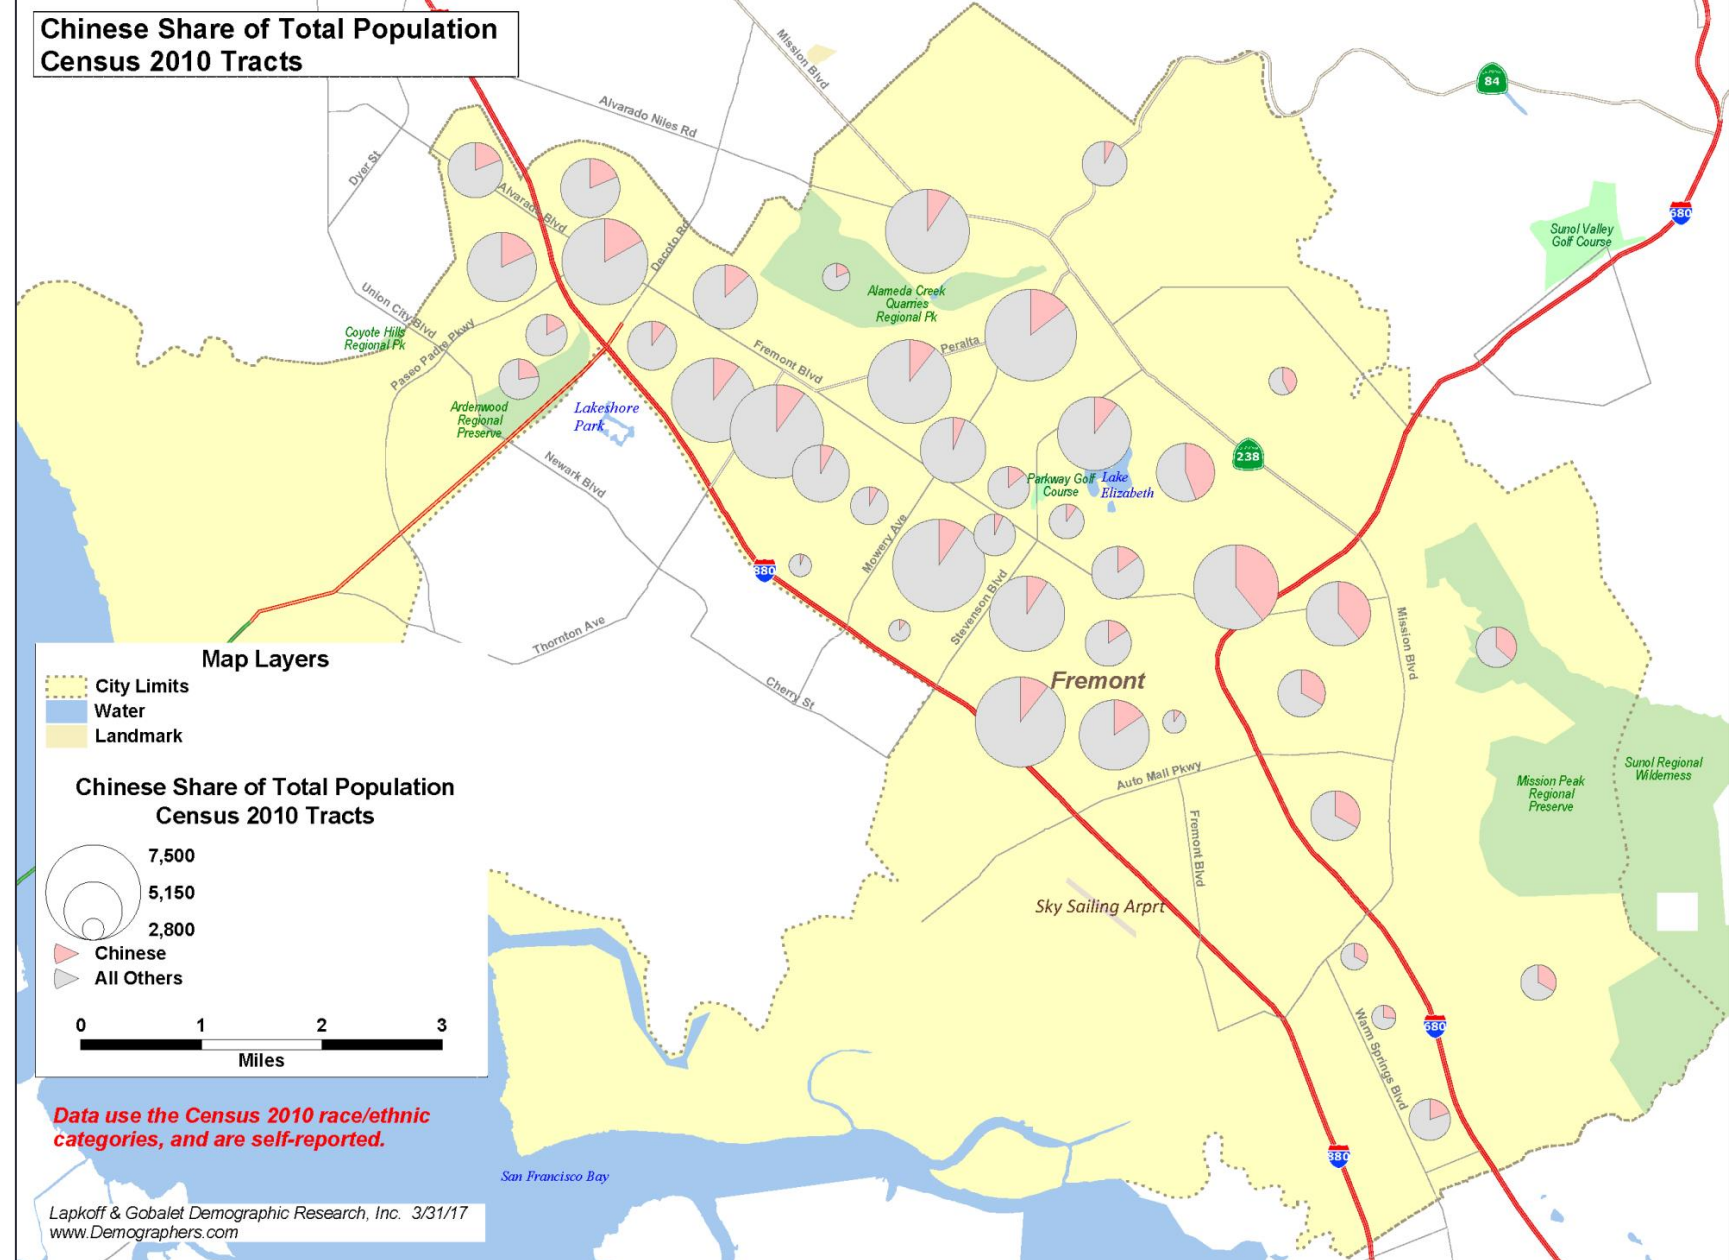 Chinese Share of Total Population
Census 2010 Tracts
Mission Blvd
84
Alvarado Niles Rd
Dyer St
Alvarado Blvd
Decoto Rd
680
Sunol Valley
Golf Course
Alameda Creek
Quarries
Regional Pk
Union City Blvd
Coyote Hills
Regional Pk
Paseo Padre Pkwy
Fremont Blvd
Peralta
Ardenwood
Regional
Preserve
Lakeshore
Park
238
Newark Blvd
Parkway Golf
Course
Lake
Elizabeth
Mowery Ave
880
Stevenson Blvd
Thornton Ave
Mission Blvd
Cherry St
Fremont
Map Layers
City Limits
Water
Landmark
Auto Mall Pkwy
Mission Peak
Regional
Preserve
Sunol Regional
Wilderness
Chinese Share of Total Population
Census 2010 Tracts
7,500
5,150
2,800
Chinese
All Others
Fremont Blvd
Sky Sailing Arprt
0 1 2 3
Miles
680
Warm Springs Blvd
Data use the Census 2010 race/ethnic
categories, and are self-reported.
880
San Francisco Bay
Lapkoff & Gobalet Demographic Research, Inc. 3/31/17
www.Demographers.com